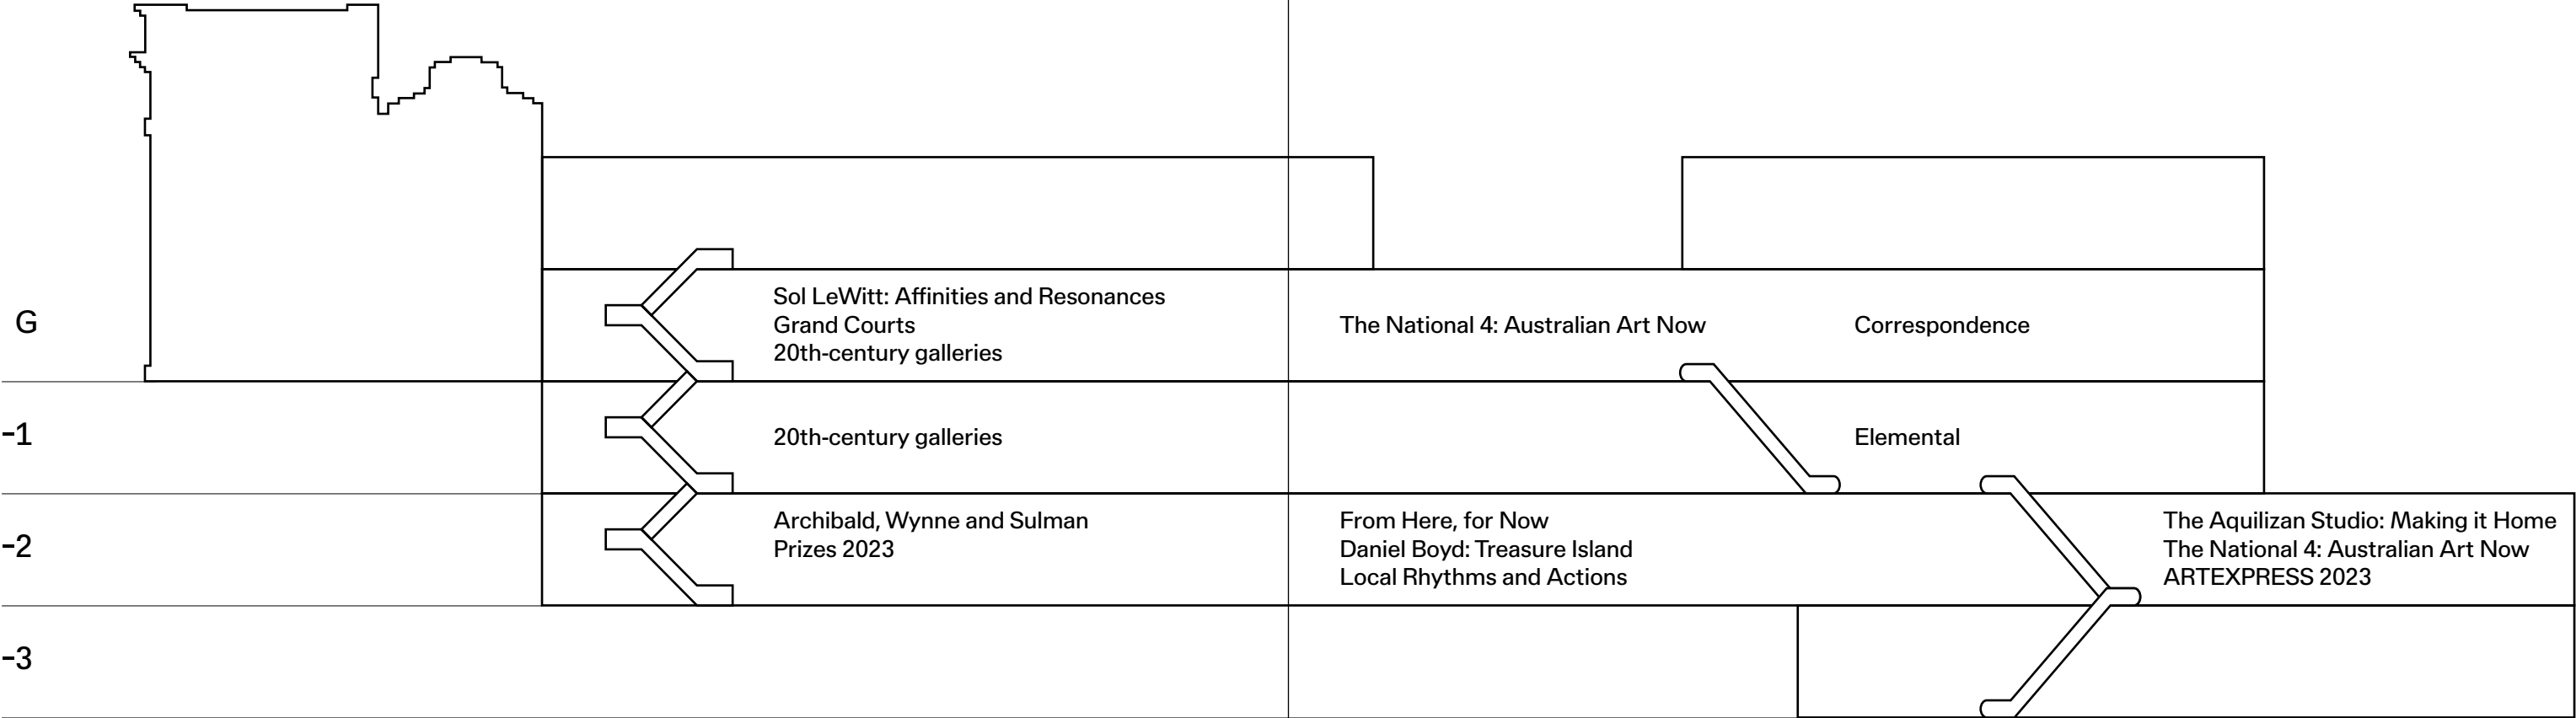 G
Sol LeWitt: Affinities and Resonances
Grand Courts
20th-century galleries
The National 4: Australian Art Now
Correspondence
-1
20th-century galleries
Elemental
-2
Archibald, Wynne and Sulman
Prizes 2023
From Here, for Now
Daniel Boyd: Treasure Island
Local Rhythms and Actions
The Aquilizan Studio: Making it Home
The National 4: Australian Art Now
ARTEXPRESS 2023
-3